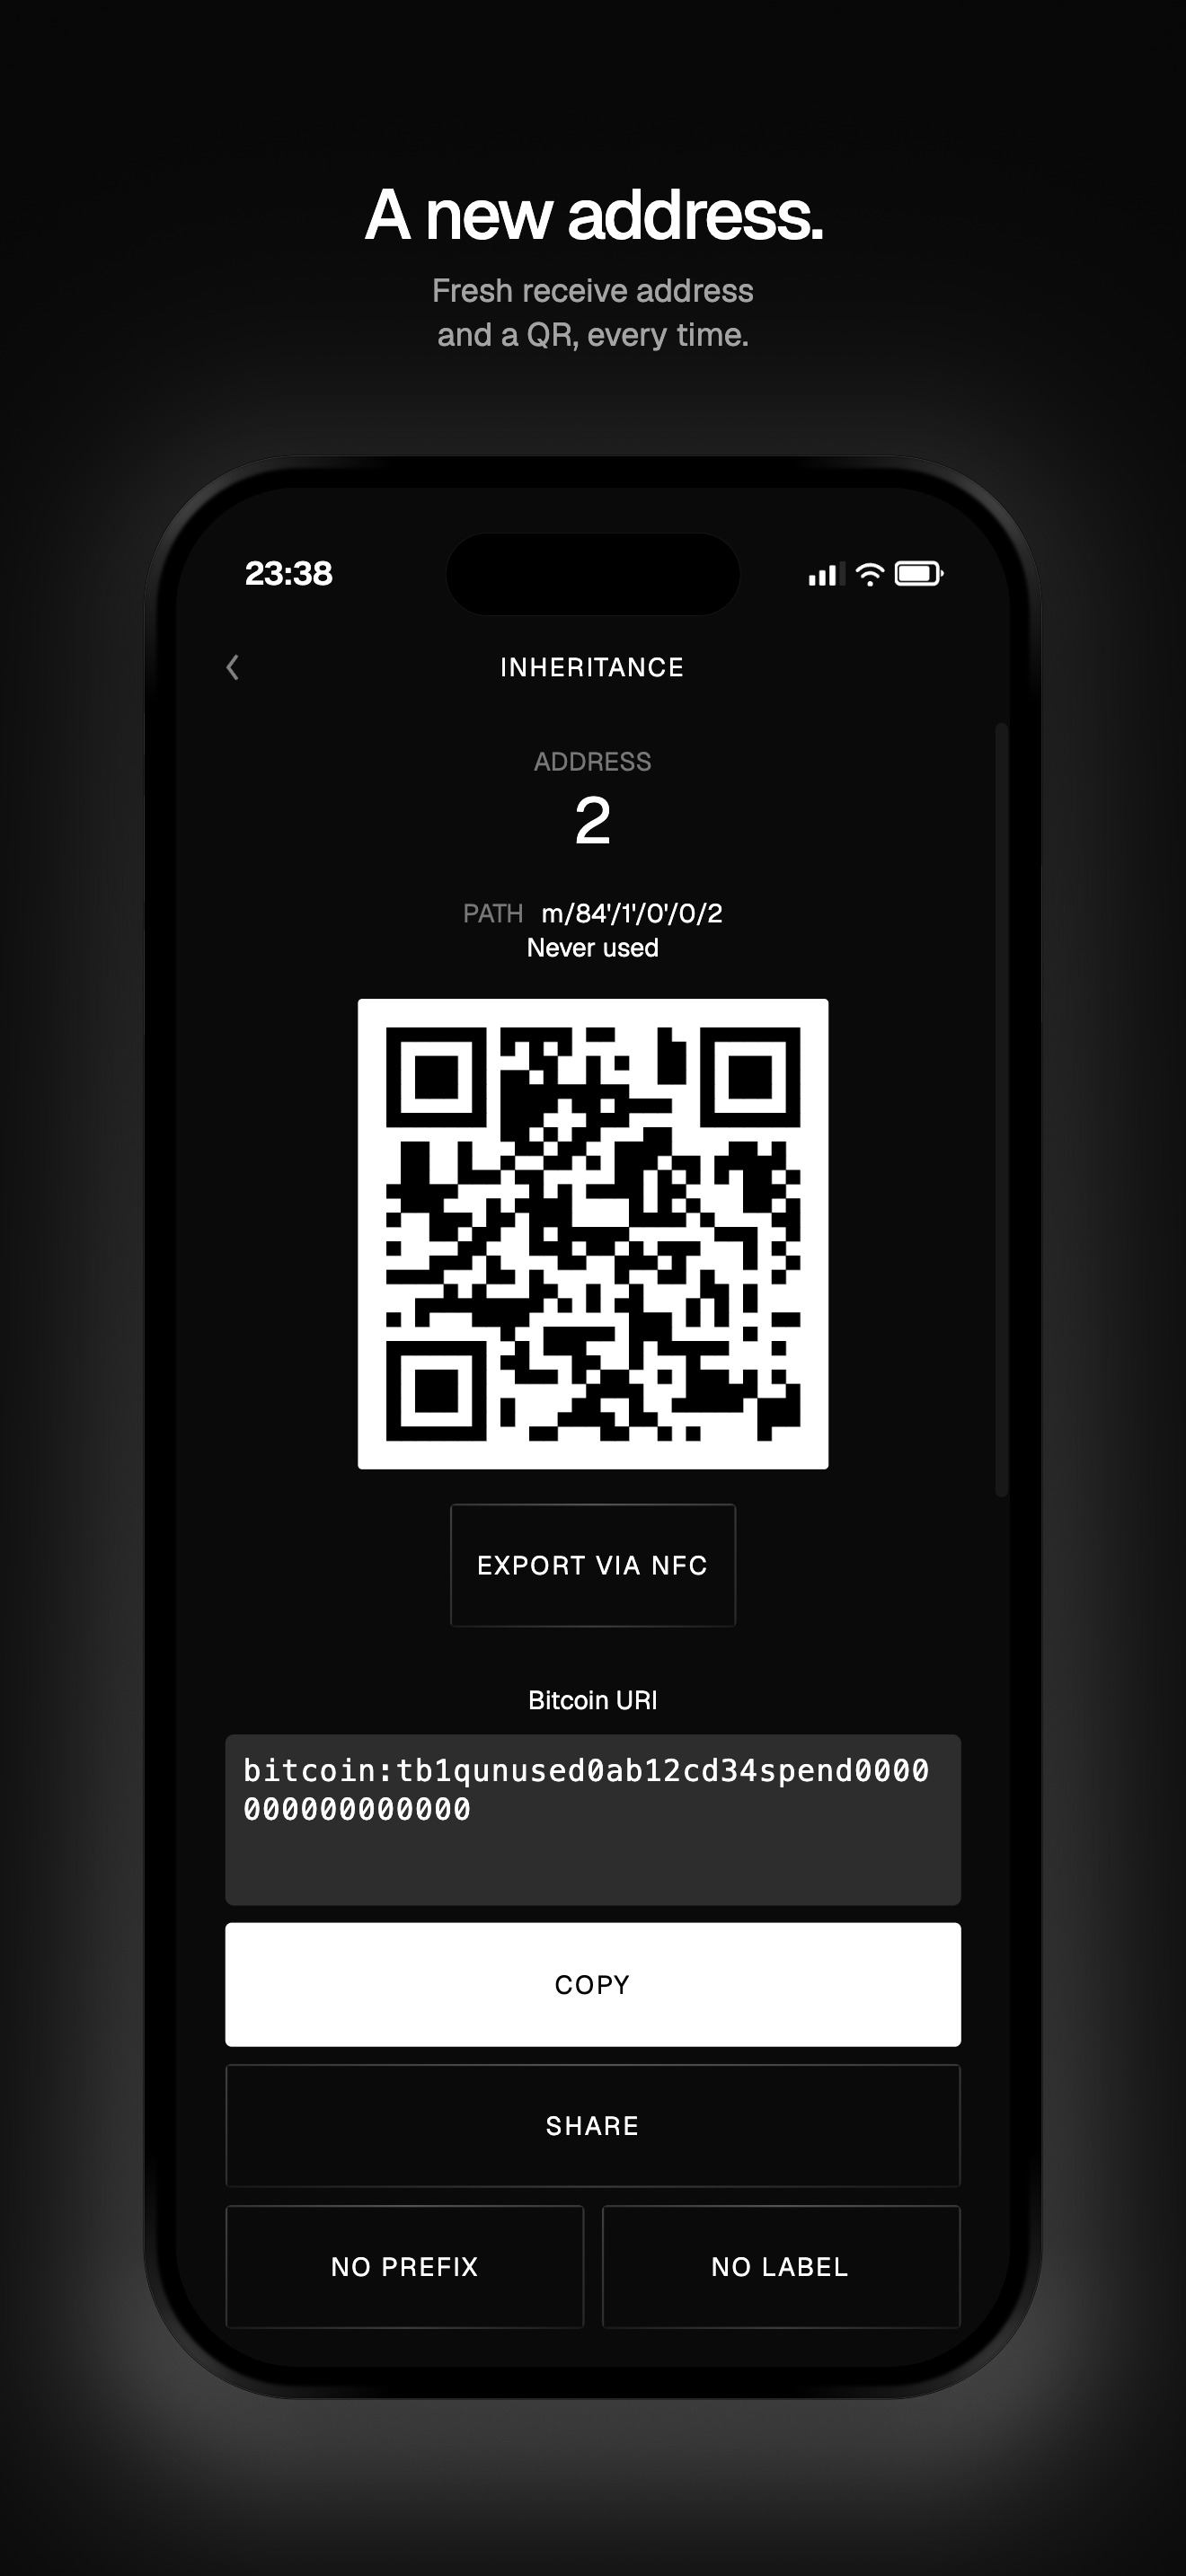 A new address.
Fresh receive address
and a QR, every time.
23:38
INHERITANCE
ADDRESS
2
PATH m/84'/1'/0'/0/2
Never used
EXPORT VIA NFC
Bitcoin URI
bitcoin:tb1qunused0ab12cd34spend0000
000000000000
COPY
SHARE
NO PREFIX
NO LABEL